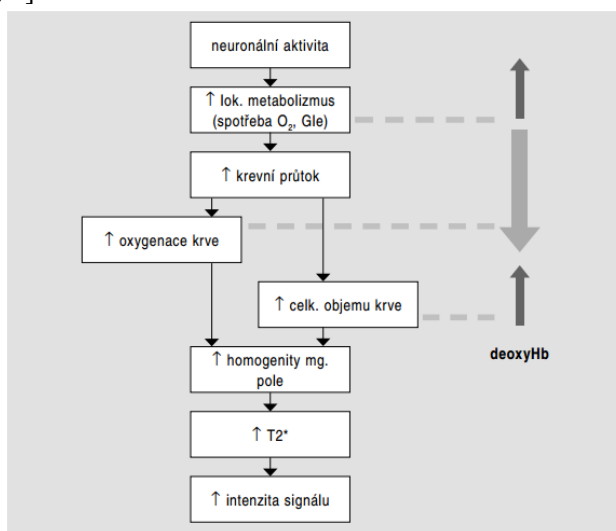 neuronální aktivita
↑ lok. metabolizmus
(spotřeba O₂, Gle)
↑ krevní průtok
↑ oxygenace krve
↑ celk. objemu krve
deoxyHb
↑ homogenity mg.
pole
↑ T2*
↑ intenzita signálu